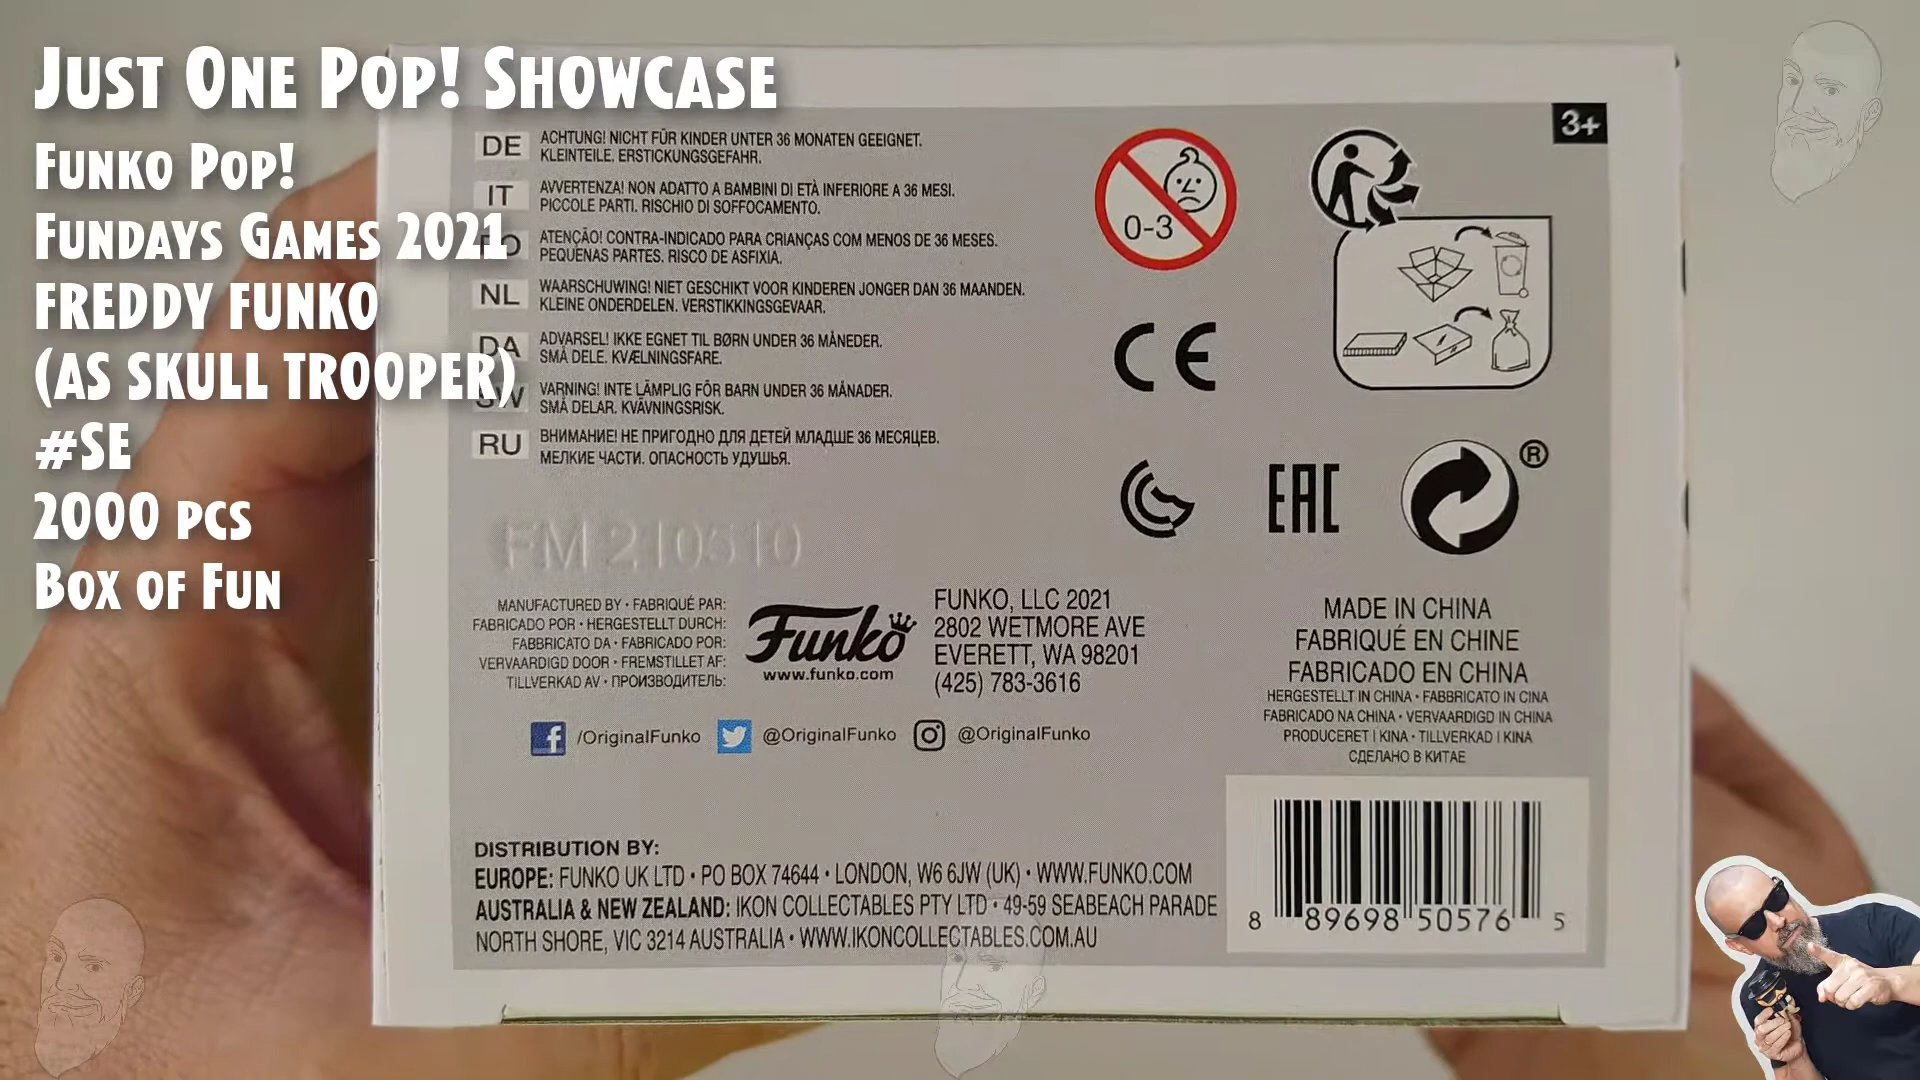 Just One Pop! Showcase
Funko Pop!
Fundays Games 2021
FREDDY FUNKO
(AS SKULL TROOPER)
#SE
2000 pcs
Box of Fun
3+
DE ACHTUNG! NICHT FÜR KINDER UNTER 36 MONATEN GEEIGNET.
KLEINTEILE. ERSTICKUNGSGEFAHR.
IT AVVERTENZA! NON ADATTO A BAMBINI DI ETÀ INFERIORE A 36 MESI.
PICCOLE PARTI. RISCHIO DI SOFFOCAMENTO.
ATENÇÃO! CONTRA-INDICADO PARA CRIANÇAS COM MENOS DE 36 MESES.
PEQUENAS PARTES. RISCO DE ASFIXIA.
NL WAARSCHUWING! NIET GESCHIKT VOOR KINDEREN JONGER DAN 36 MAANDEN.
KLEINE ONDERDELEN. VERSTIKKINGSGEVAAR.
DA ADVARSEL! IKKE EGNET TIL BØRN UNDER 36 MÅNEDER.
SMÅ DELE. KVÆLNINGSFARE.
SW VARNING! INTE LÄMPLIG FÖR BARN UNDER 36 MÅNADER.
SMÅ DELAR. KVÄVNINGSRISK.
RU ВНИМАНИЕ! НЕ ПРИГОДНО ДЛЯ ДЕТЕЙ МЛАДШЕ 36 МЕСЯЦЕВ.
МЕЛКИЕ ЧАСТИ. ОПАСНОСТЬ УДУШЬЯ.
0-3
CE
EAC
®
FM 210510
MANUFACTURED BY • FABRIQUÉ PAR:
FABRICADO POR • HERGESTELLT DURCH:
FABBRICATO DA • FABRICADO POR:
VERVAARDIGD DOOR • FREMSTILLET AF:
TILLVERKAD AV • ПРОИЗВОДИТЕЛЬ:
Funko
www.funko.com
FUNKO, LLC 2021
2802 WETMORE AVE
EVERETT, WA 98201
(425) 783-3616
MADE IN CHINA
FABRIQUÉ EN CHINE
FABRICADO EN CHINA
HERGESTELLT IN CHINA • FABBRICATO IN CINA
FABRICADO NA CHINA • VERVAARDIGD IN CHINA
PRODUCERET I KINA • TILLVERKAD I KINA
СДЕЛАНО В КИТАЕ
/OriginalFunko @OriginalFunko @OriginalFunko
DISTRIBUTION BY:
EUROPE: FUNKO UK LTD • PO BOX 74644 • LONDON, W6 6JW (UK) • WWW.FUNKO.COM
AUSTRALIA & NEW ZEALAND: IKON COLLECTABLES PTY LTD • 49-59 SEABEACH PARADE
NORTH SHORE, VIC 3214 AUSTRALIA • WWW.IKONCOLLECTABLES.COM.AU
8 89698 50576 5